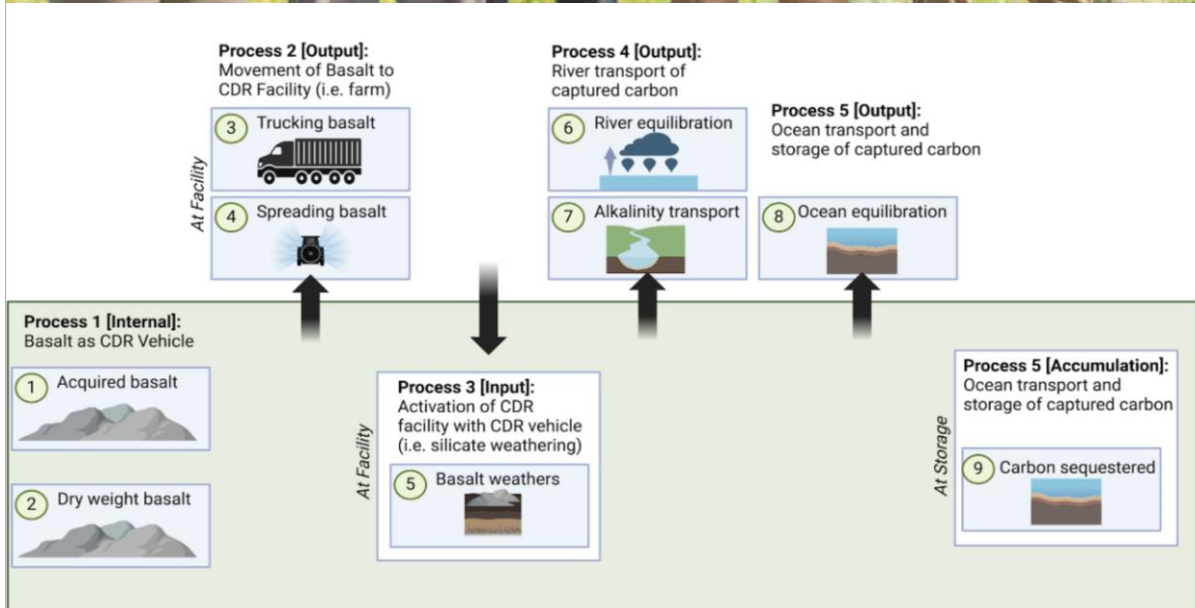 Process 2 [Output]:
Movement of Basalt to
CDR Facility (i.e. farm)
At Facility
3
Trucking basalt
4
Spreading basalt
Process 4 [Output]:
River transport of
captured carbon
6
River equilibration
7
Alkalinity transport
Process 5 [Output]:
Ocean transport and
storage of captured carbon
8
Ocean equilibration
Process 1 [Internal]:
Basalt as CDR Vehicle
1
Acquired basalt
2
Dry weight basalt
At Facility
Process 3 [Input]:
Activation of CDR
facility with CDR vehicle
(i.e. silicate weathering)
5
Basalt weathers
At Storage
Process 5 [Accumulation]:
Ocean transport and
storage of captured carbon
9
Carbon sequestered